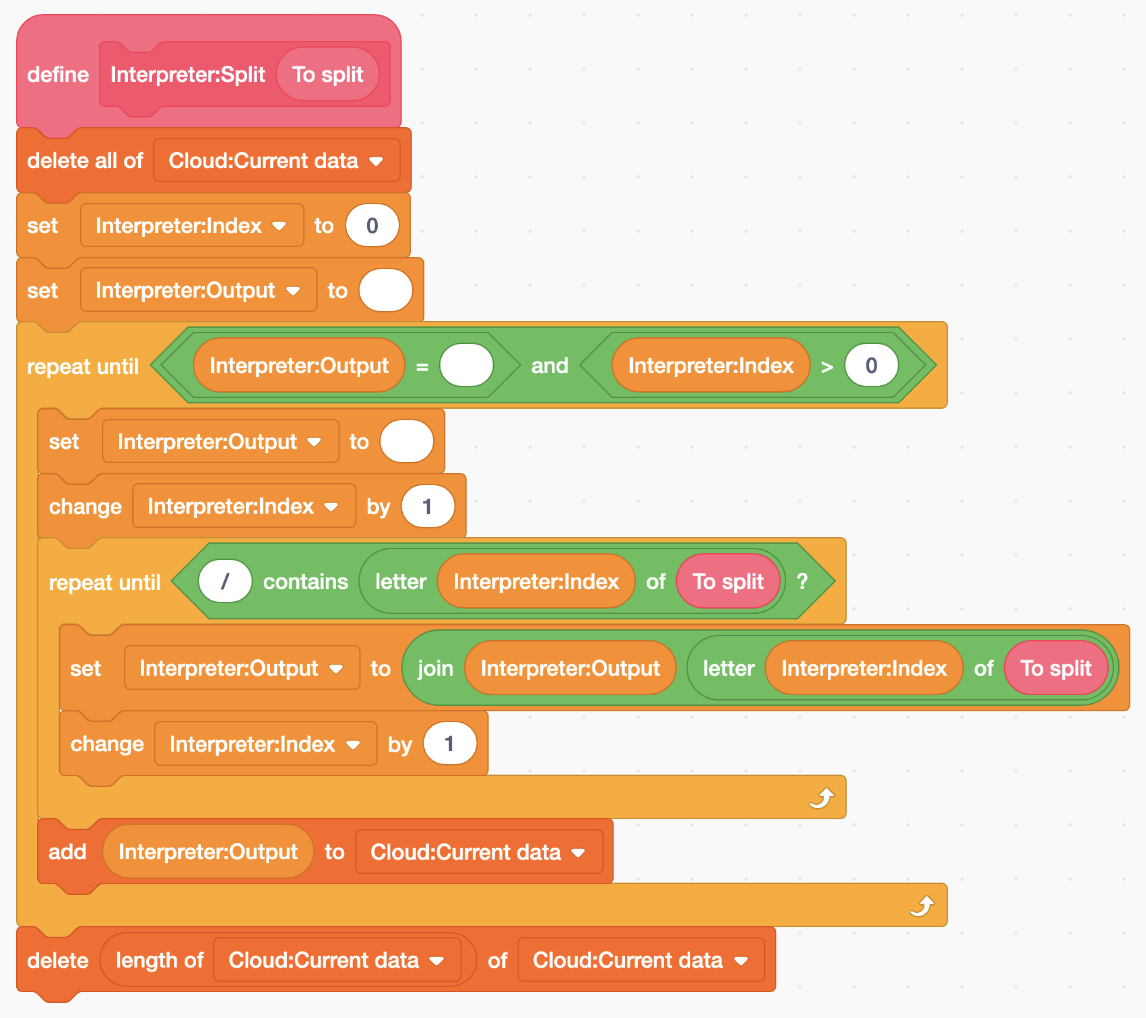 define Interpreter:Split To split
delete all of Cloud:Current data
set Interpreter:Index to 0
set Interpreter:Output to
repeat until Interpreter:Output = and Interpreter:Index > 0
set Interpreter:Output to
change Interpreter:Index by 1
repeat until / contains letter Interpreter:Index of To split ?
set Interpreter:Output to join Interpreter:Output letter Interpreter:Index of To split
change Interpreter:Index by 1
add Interpreter:Output to Cloud:Current data
delete length of Cloud:Current data of Cloud:Current data